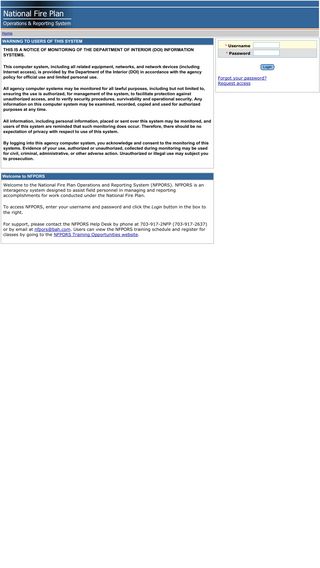 National Fire Plan
Operations & Reporting System
Home
WARNING TO USERS OF THIS SYSTEM
THIS IS A NOTICE OF MONITORING OF THE DEPARTMENT OF INTERIOR (DOI) INFORMATION
SYSTEMS.
This computer system, including all related equipment, networks, and network devices (including
Internet access), is provided by the Department of the Interior (DOI) in accordance with the agency
policy for official use and limited personal use.
All agency computer systems may be monitored for all lawful purposes, including but not limited to,
ensuring the use is authorized, for management of the system, to facilitate protection against
unauthorized access, and to verify security procedures, survivability and operational security. Any
information on this computer system may be examined, recorded, copied and used for authorized
purposes at any time.
All information, including personal information, placed or sent over this system may be monitored, and
users of this system are reminded that such monitoring does occur. Therefore, there should be no
expectation of privacy with respect to use of this system.
By logging into this agency computer system, you acknowledge and consent to the monitoring of this
systems. Evidence of your use, authorized or unauthorized, collected during monitoring may be used
for civil, criminal, administrative, or other adverse action. Unauthorized or illegal use may subject you
to prosecution.
Welcome to NFPORS
Welcome to the National Fire Plan Operations and Reporting System (NFPORS). NFPORS is an
interagency system designed to assist field personnel in managing and reporting
accomplishments for work conducted under the National Fire Plan.
To access NFPORS, enter your username and password and click the Login button in the box to
the right.
For support, please contact the NFPORS Help Desk by phone at 703-917-2NFP (703-917-2637)
or by email at nfpors@bah.com. Users can view the NFPORS training schedule and register for
classes by going to the NFPORS Training Opportunities website.
* Username
* Password
Login
Forgot your password?
Request access